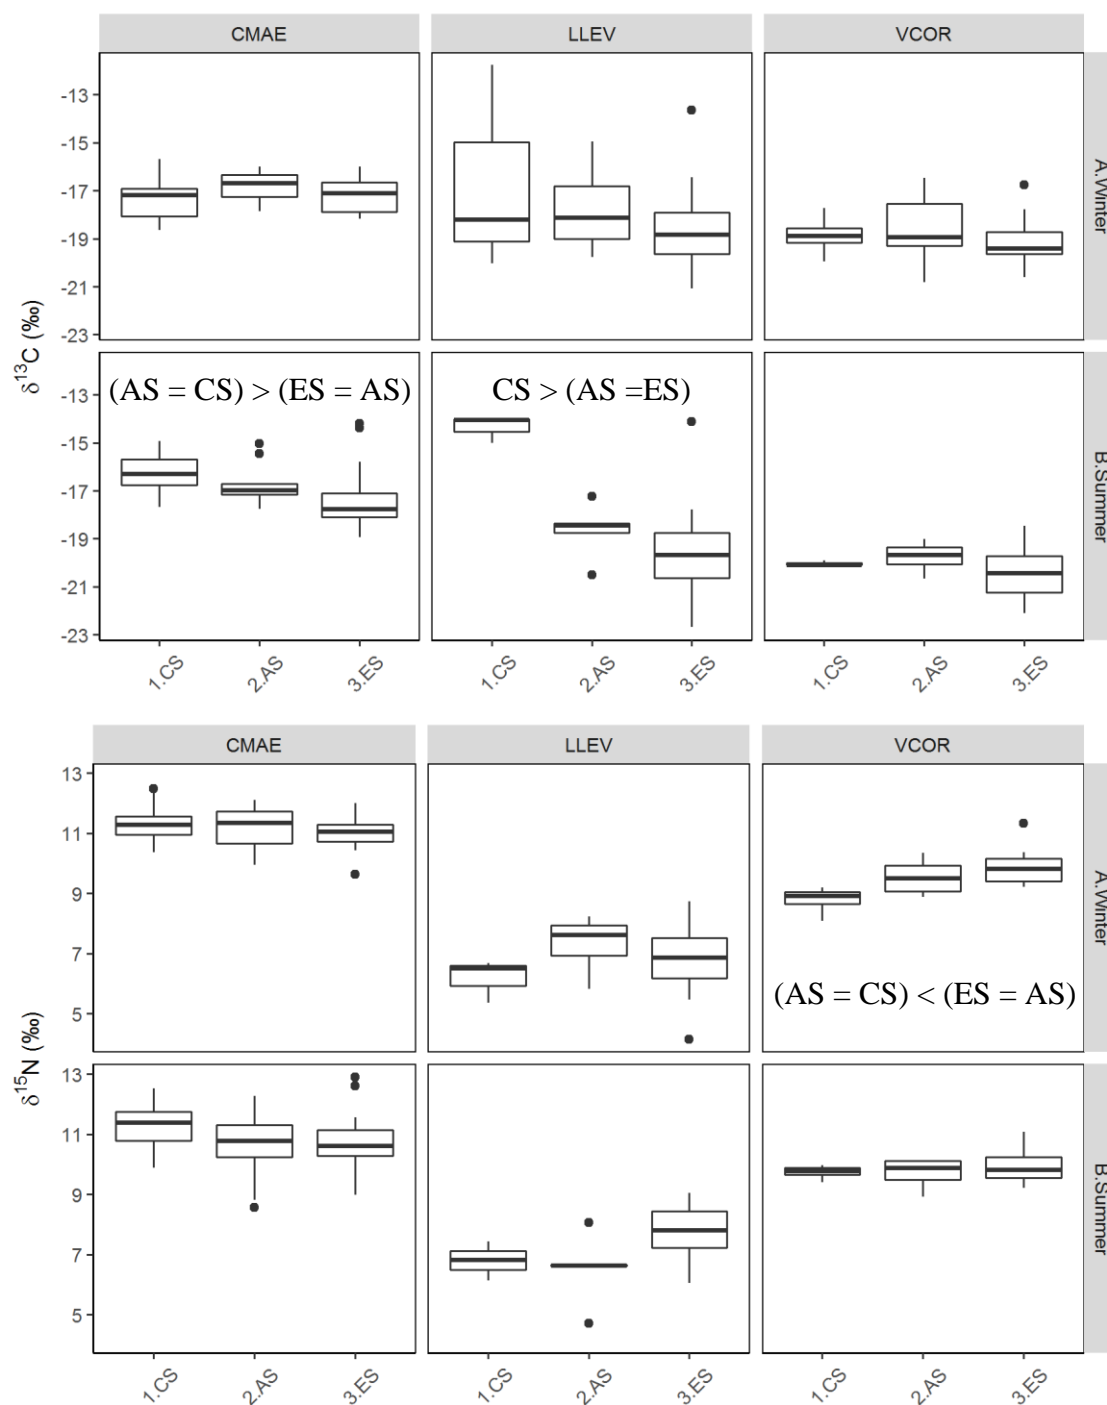 CMAE LLEV VCOR
-13
-15
-17
-19
-21
-23
A.Winter
δ13C (‰)
(AS = CS) > (ES = AS) CS > (AS =ES)
-13
-15
-17
-19
-21
-23
B.Summer
1.CS 2.AS 3.ES 1.CS 2.AS 3.ES 1.CS 2.AS 3.ES
CMAE LLEV VCOR
13
11
9
7
5
A.Winter
(AS = CS) < (ES = AS)
δ15N (‰)
13
11
9
7
5
B.Summer
1.CS 2.AS 3.ES 1.CS 2.AS 3.ES 1.CS 2.AS 3.ES